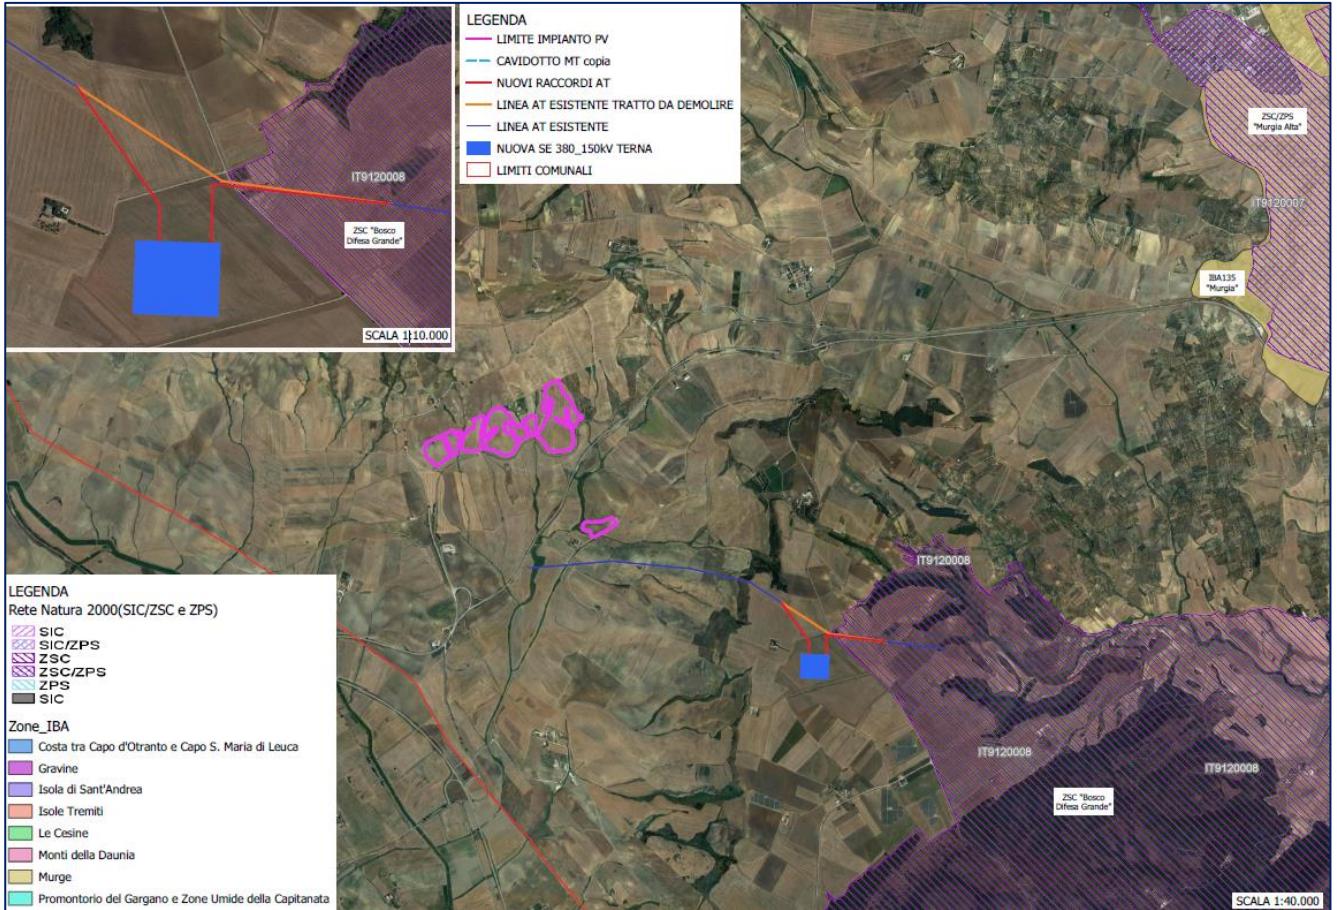 IT9120008
ZSC "Bosco
Difesa Grande"
SCALA 1:10.000
LEGENDA
LIMITE IMPIANTO PV
CAVIDOTTO MT copia
NUOVI RACCORDI AT
LINEA AT ESISTENTE TRATTO DA DEMOLIRE
LINEA AT ESISTENTE
NUOVA SE 380_150kV TERNA
LIMITI COMUNALI
ZSC/ZPS
"Murgia Alta"
IT9120007
IBA135
"Murgia"
IT9120008
IT9120008
IT9120008
ZSC "Bosco
Difesa Grande"
LEGENDA
Rete Natura 2000(SIC/ZSC e ZPS)
SIC
SIC/ZPS
ZSC
ZSC/ZPS
ZPS
SIC
Zone_IBA
Costa tra Capo d'Otranto e Capo S. Maria di Leuca
Gravine
Isola di Sant'Andrea
Isole Tremiti
Le Cesine
Monti della Daunia
Murge
Promontorio del Gargano e Zone Umide della Capitanata
SCALA 1:40.000